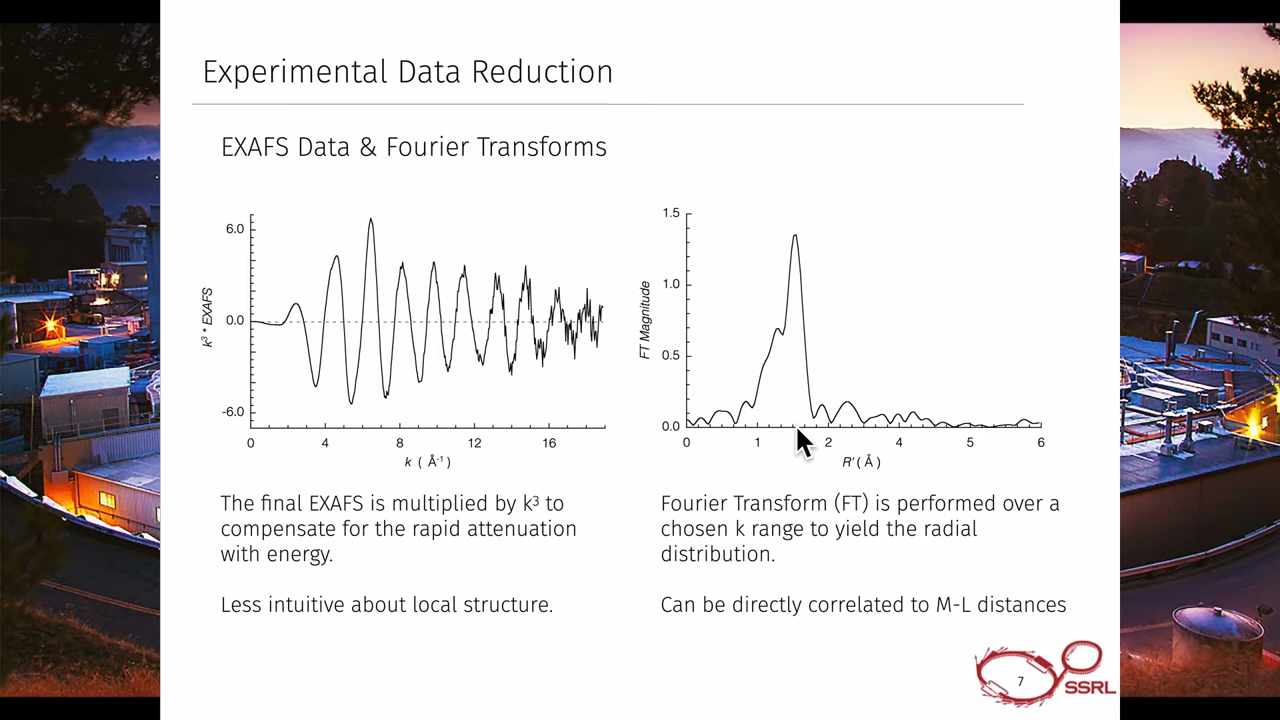 Experimental Data Reduction
EXAFS Data & Fourier Transforms
6.0
0.0
-6.0
k³ * EXAFS
0 4 8 12 16
k ( Å⁻¹ )
1.5
1.0
0.5
0.0
FT Magnitude
0 1 2 4 5 6
R' ( Å )
The final EXAFS is multiplied by k³ to
compensate for the rapid attenuation
with energy.
Less intuitive about local structure.
Fourier Transform (FT) is performed over a
chosen k range to yield the radial
distribution.
Can be directly correlated to M-L distances
7
SSRL